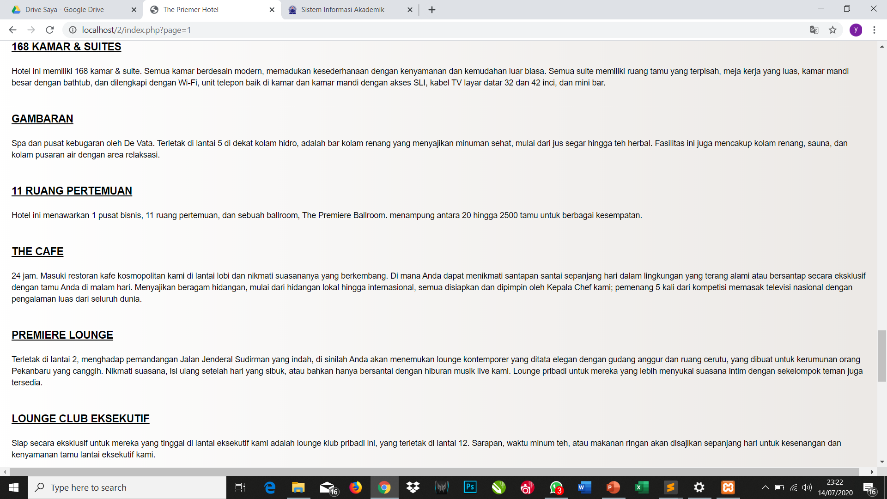 Drive Saya - Google Drive
The Priemer Hotel
Sistem Informasi Akademik
localhost/2/index.php?page=1
y
168 KAMAR & SUITES
Hotel ini memiliki 168 kamar & suite. Semua kamar berdesain modern, memadukan kesederhanaan dengan kenyamanan dan kemudahan luar biasa. Semua suite memiliki ruang tamu yang terpisah, meja kerja yang luas, kamar mandi
besar dengan bathtub, dan dilengkapi dengan Wi-Fi, unit telepon baik di kamar dan kamar mandi dengan akses SLI, kabel TV layar datar 32 dan 42 inci, dan mini bar.
GAMBARAN
Spa dan pusat kebugaran oleh De Vata. Terletak di lantai 5 di dekat kolam hidro, adalah bar kolam renang yang menyajikan minuman sehat, mulai dari jus segar hingga teh herbal. Fasilitas ini juga mencakup kolam renang, sauna, dan
kolam pusaran air dengan area relaksasi.
11 RUANG PERTEMUAN
Hotel ini menawarkan 1 pusat bisnis, 11 ruang pertemuan, dan sebuah ballroom, The Premiere Ballroom. menampung antara 20 hingga 2500 tamu untuk berbagai kesempatan.
THE CAFE
24 jam. Masuki restoran kafe kosmopolitan kami di lantai lobi dan nikmati suasananya yang berkembang. Di mana Anda dapat menikmati santapan santai sepanjang hari dalam lingkungan yang terang alami atau bersantap secara eksklusif
dengan tamu Anda di malam hari. Menyajikan beragam hidangan, mulai dari hidangan lokal hingga internasional, semua disiapkan dan dipimpin oleh Kepala Chef kami; pemenang 5 kali dari kompetisi memasak televisi nasional dengan
pengalaman luas dari seluruh dunia.
PREMIERE LOUNGE
Terletak di lantai 2, menghadap pemandangan Jalan Jenderal Sudirman yang indah, di sinilah Anda akan menemukan lounge kontemporer yang ditata elegan dengan gudang anggur dan ruang cerutu, yang dibuat untuk kerumunan orang
Pekanbaru yang canggih. Nikmati suasana, isi ulang setelah hari yang sibuk, atau bahkan hanya bersantai dengan hiburan musik live kami. Lounge pribadi untuk mereka yang lebih menyukai suasana intim dengan sekelompok teman juga
tersedia.
LOUNGE CLUB EKSEKUTIF
Siap secara eksklusif untuk mereka yang tinggal di lantai eksekutif kami adalah lounge klub pribadi ini, yang terletak di lantai 12. Sarapan, waktu minum teh, atau makanan ringan akan disajikan sepanjang hari untuk kesenangan dan
kenyamanan tamu lantai eksekutif kami.
Type here to search
16
3
23:22
14/07/2020
16